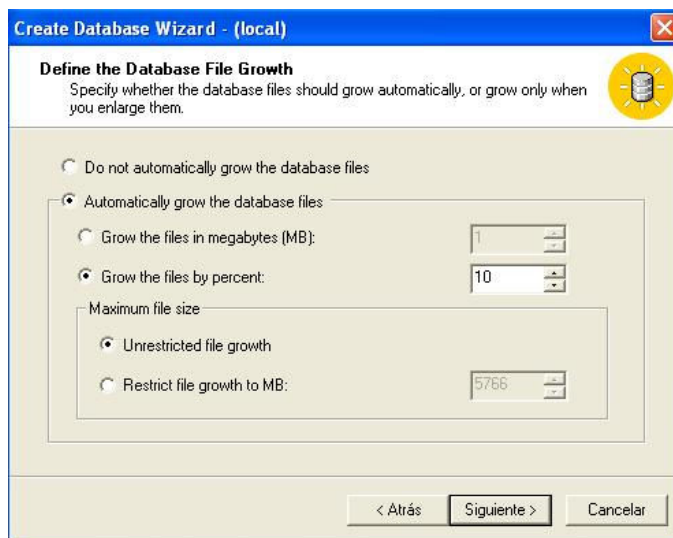 Create Database Wizard - (local)
Define the Database File Growth
Specify whether the database files should grow automatically, or grow only when
you enlarge them.
Do not automatically grow the database files
Automatically grow the database files
Grow the files in megabytes (MB): 1
Grow the files by percent: 10
Maximum file size
Unrestricted file growth
Restrict file growth to MB: 5766
< Atrás Siguiente > Cancelar